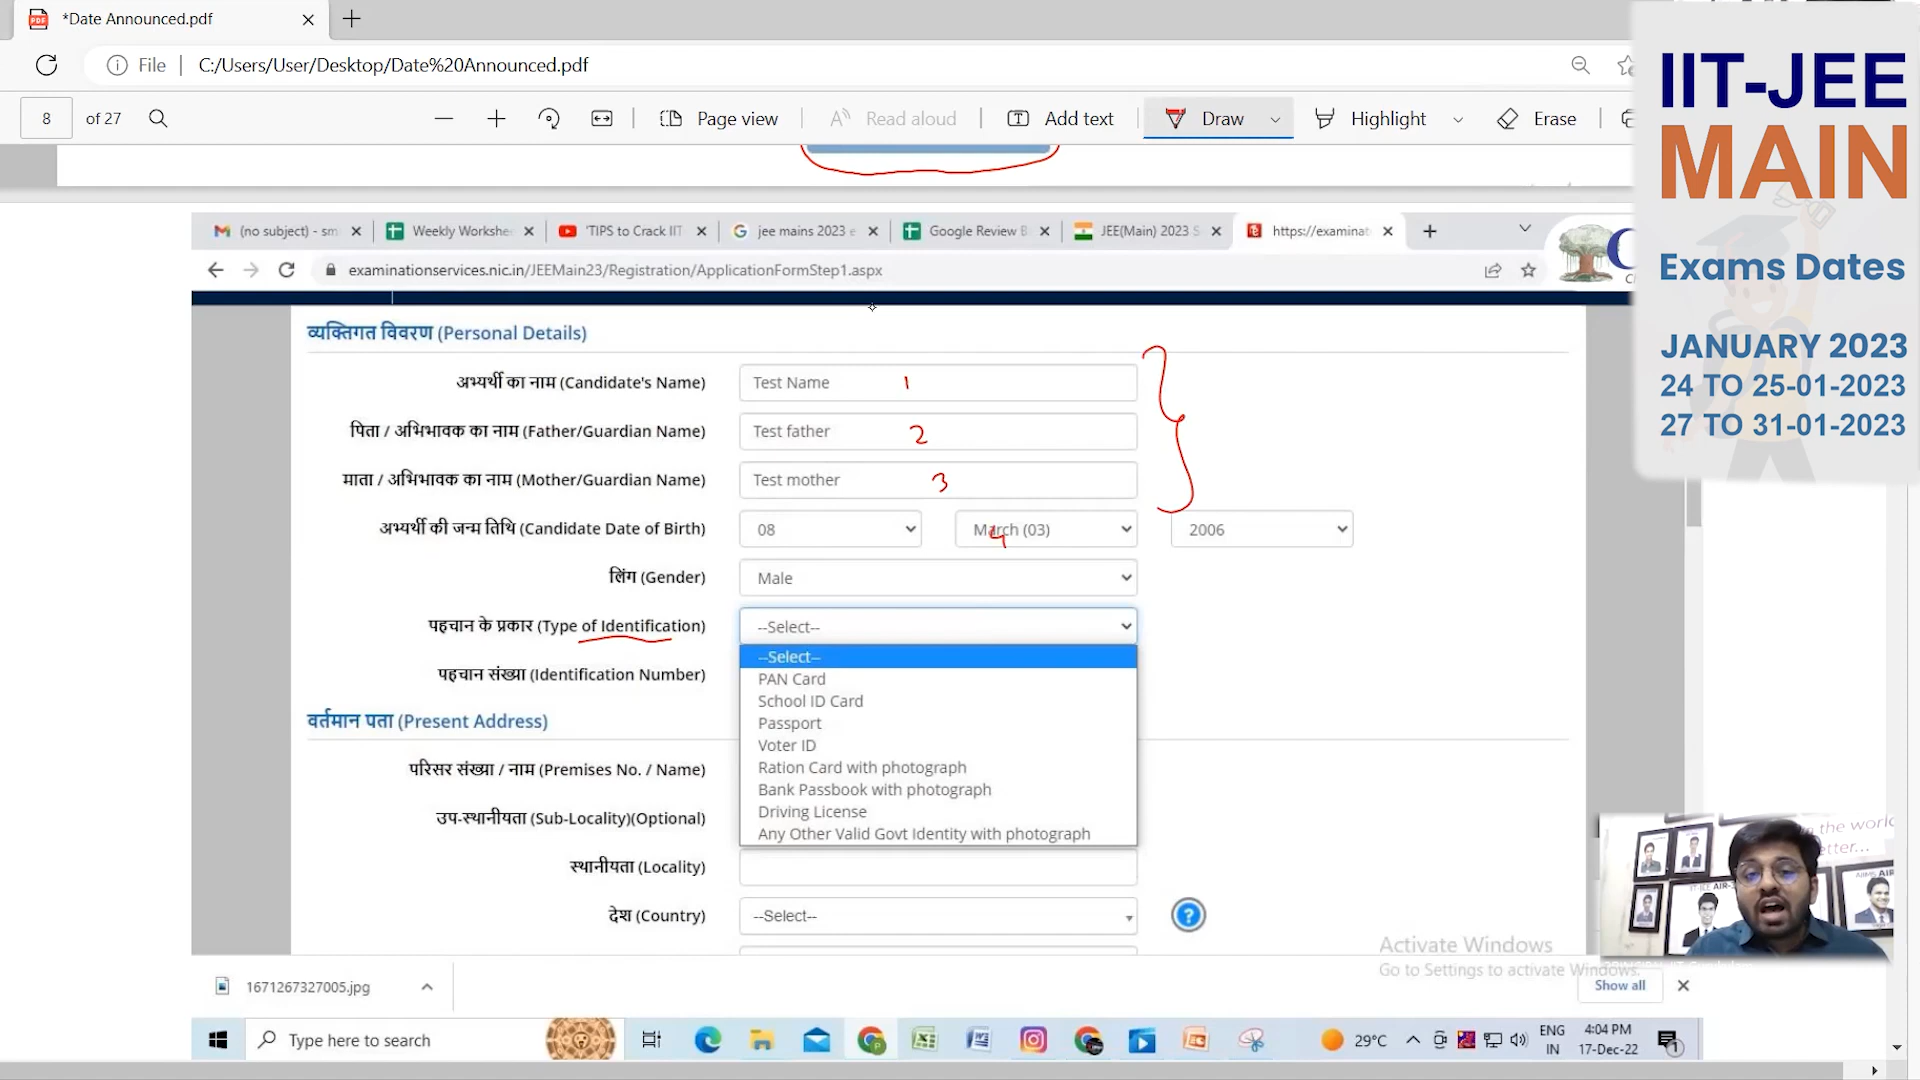 *Date Announced.pdf
File
C:/Users/User/Desktop/Date%20Announced.pdf
8 of 27
Page view
Read aloud
Add text
Draw
Highlight
Erase
IIT-JEE
MAIN
Exams Dates
JANUARY 2023
24 TO 25-01-2023
27 TO 31-01-2023
(no subject) - sm
Weekly Workshee
'TIPS to Crack IIT
jee mains 2023 e
Google Review B
JEE(Main) 2023 S
https://examinat
examinationservices.nic.in/JEEMain23/Registration/ApplicationFormStep1.aspx
व्यक्तिगत विवरण (Personal Details)
अभ्यर्थी का नाम (Candidate's Name) Test Name 1
पिता / अभिभावक का नाम (Father/Guardian Name) Test father 2
माता / अभिभावक का नाम (Mother/Guardian Name) Test mother 3
अभ्यर्थी की जन्म तिथि (Candidate Date of Birth) 08 March (03) 4 2006
लिंग (Gender) Male
पहचान के प्रकार (Type of Identification) --Select--
--Select--
पहचान संख्या (Identification Number)
PAN Card
School ID Card
Passport
Voter ID
Ration Card with photograph
Bank Passbook with photograph
Driving License
Any Other Valid Govt Identity with photograph
वर्तमान पता (Present Address)
परिसर संख्या / नाम (Premises No. / Name)
उप-स्थानीयता (Sub-Locality)(Optional)
स्थानीयता (Locality)
देश (Country) --Select--
?
Activate Windows
Go to Settings to activate Windows.
1671267327005.jpg
Show all
Type here to search
29°C
ENG
IN
4:04 PM
17-Dec-22
1